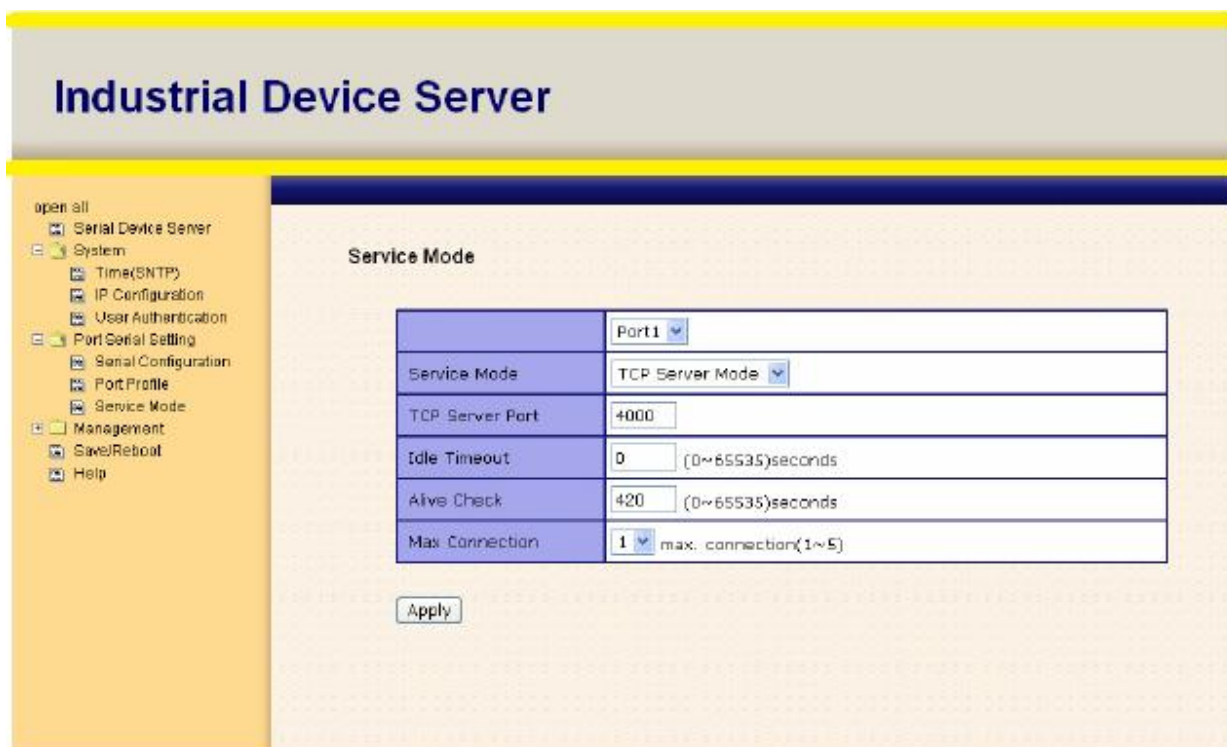 Industrial Device Server
open all
Serial Device Server
System
Time(SNTP)
IP Configuration
User Authentication
Port Serial Setting
Serial Configuration
Port Profile
Service Mode
Management
Save/Reboot
Help
Service Mode
Port1
Service Mode TCP Server Mode
TCP Server Port 4000
Idle Timeout 0 (0~65535)seconds
Alive Check 420 (0~65535)seconds
Max Connection 1 max. connection(1~5)
Apply